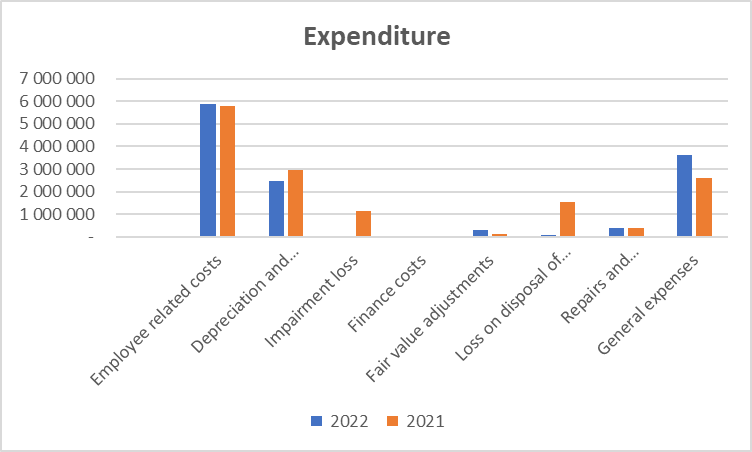 Expenditure
7 000 000
6 000 000
5 000 000
4 000 000
3 000 000
2 000 000
1 000 000
-
Employee related costs
Depreciation and...
Impairment loss
Finance costs
Fair value adjustments
Loss on disposal of...
Repairs and...
General expenses
2022 2021